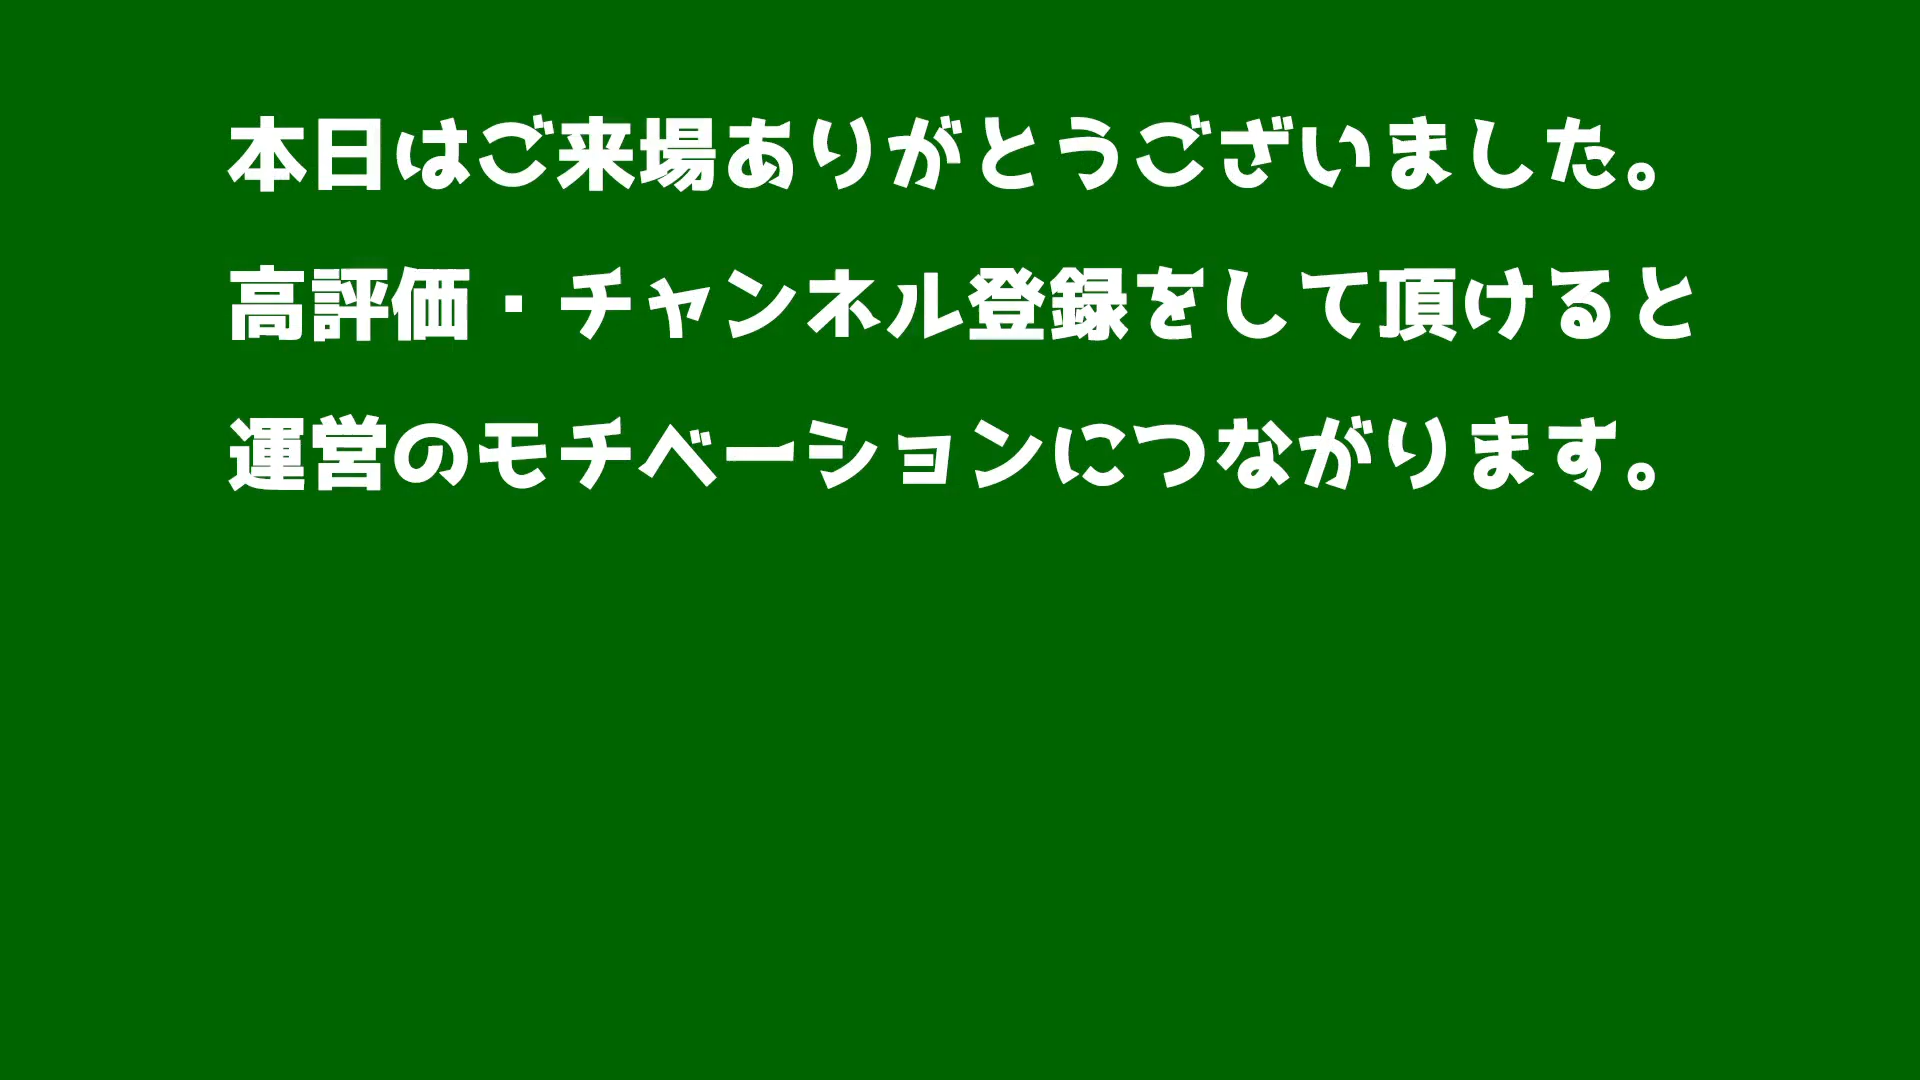 本日はご来場ありがとうございました。
高評価・チャンネル登録をして頂けると
運営のモチベーションにつながります。